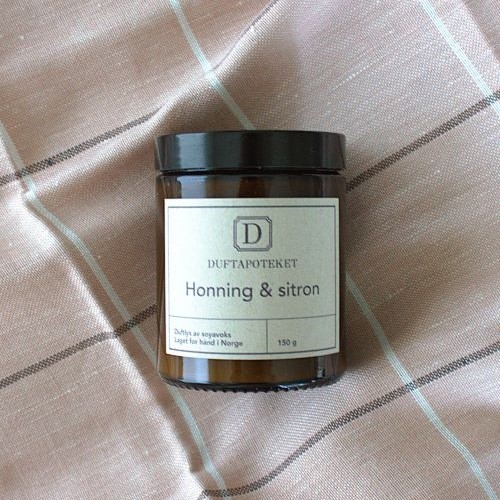 D
DUFTAPOTEKET
Honning & sitron
Duftlys av soyavoks
Laget for hånd i Norge
150 g